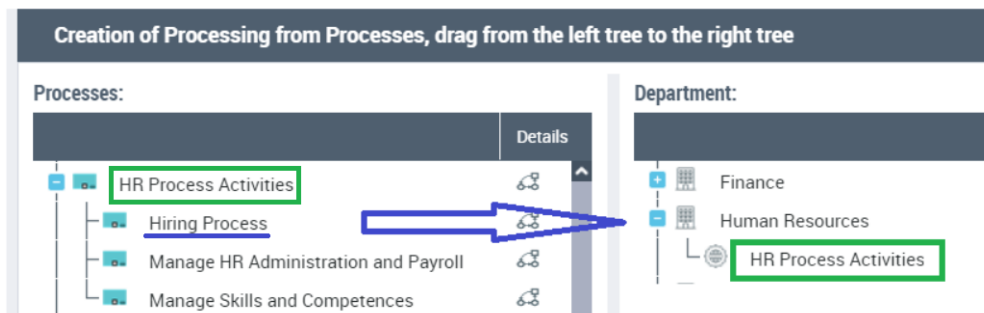 Creation of Processing from Processes, drag from the left tree to the right tree
Processes:
Details
HR Process Activities
Hiring Process
Manage HR Administration and Payroll
Manage Skills and Competences
Department:
Finance
Human Resources
HR Process Activities